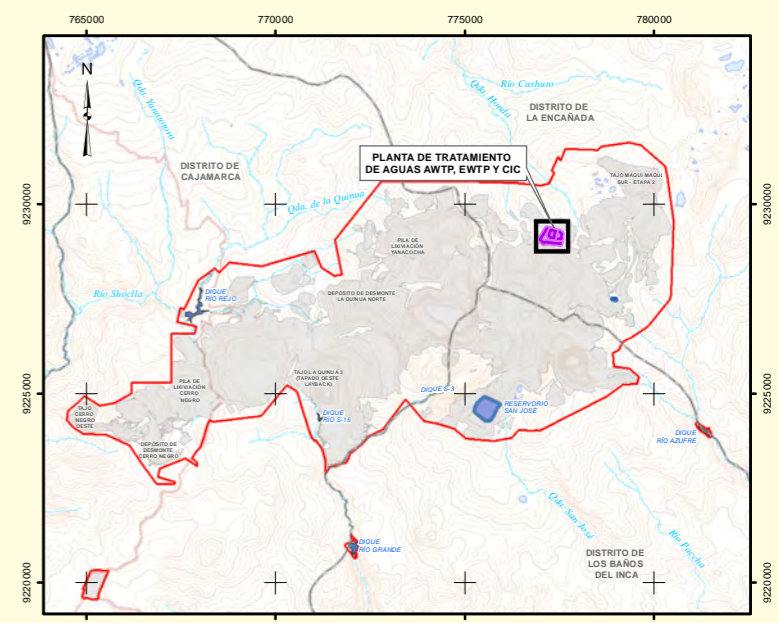 765000
770000
775000
780000
N
Qda. Yanatotora
Río Cushuro
Qda. Honda
DISTRITO DE
LA ENCAÑADA
DISTRITO DE
CAJAMARCA
PLANTA DE TRATAMIENTO
DE AGUAS AWTP, EWTP Y CIC
TAJO MAQUI MAQUI
SUR - ETAPA 2
9230000
9230000
Qda. de la Quinua
PILA DE
LIXIVIACIÓN
YANACOCHA
Río Shoclla
DIQUE
RÍO REJO
DEPÓSITO DE DESMONTE
LA QUINUA NORTE
9225000
9225000
PILA DE
LIXIVIACIÓN
CERRO
NEGRO
TAJO LA QUINUA 3
(TAPADO OESTE
LAYBACK)
DIQUE S-3
RESERVORIO
SAN JOSÉ
TAJO
CERRO
NEGRO
OESTE
DIQUE
RÍO S-15
DEPÓSITO DE
DESMONTE
CERRO NEGRO
DIQUE
RÍO AZUFRE
Qda. San José
Río Paccha
DIQUE
RÍO GRANDE
DISTRITO DE
LOS BAÑOS
DEL INCA
9220000
9220000